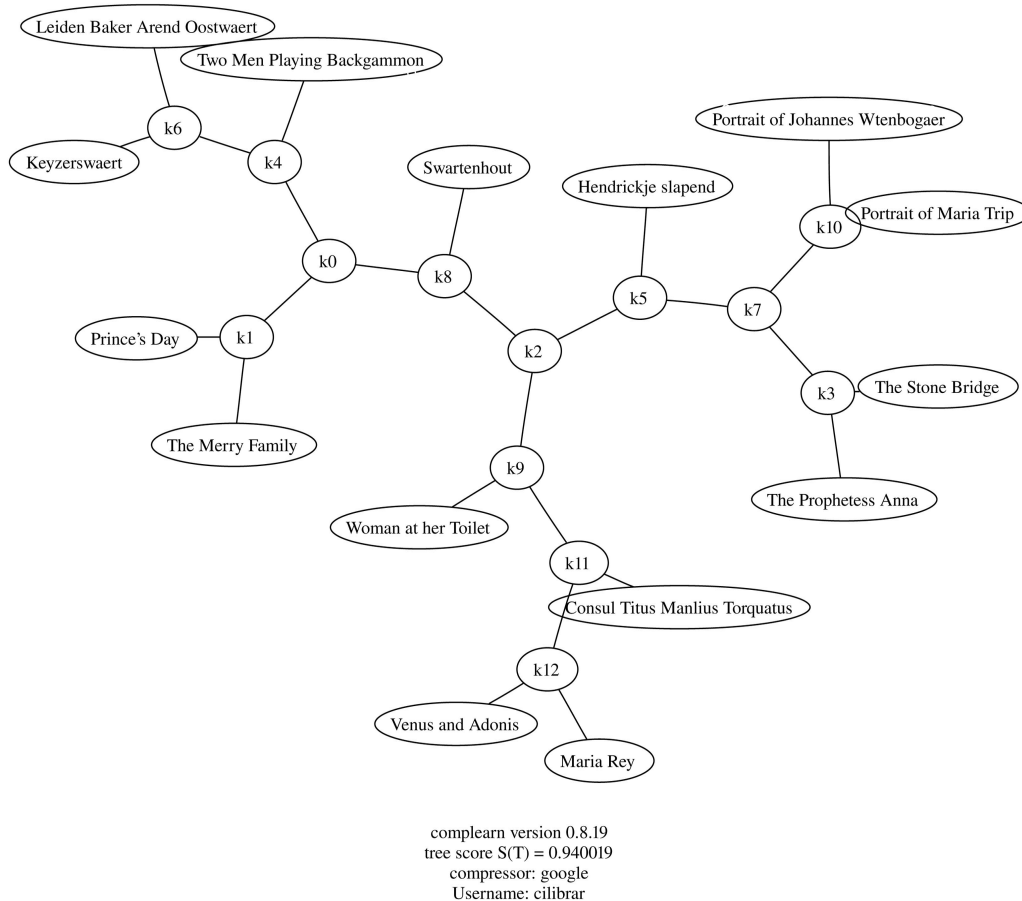 Leiden Baker Arend Oostwaert
Two Men Playing Backgammon
Portrait of Johannes Wtenbogaer
k6
Keyzerswaert
k4
Swartenhout
Hendrickje slapend
Portrait of Maria Trip
k10
k0
k8
k5
k7
Prince's Day
k1
k2
The Stone Bridge
k3
The Merry Family
k9
The Prophetess Anna
Woman at her Toilet
k11
Consul Titus Manlius Torquatus
k12
Venus and Adonis
Maria Rey
complearn version 0.8.19
tree score S(T) = 0.940019
compressor: google
Username: cilibrar